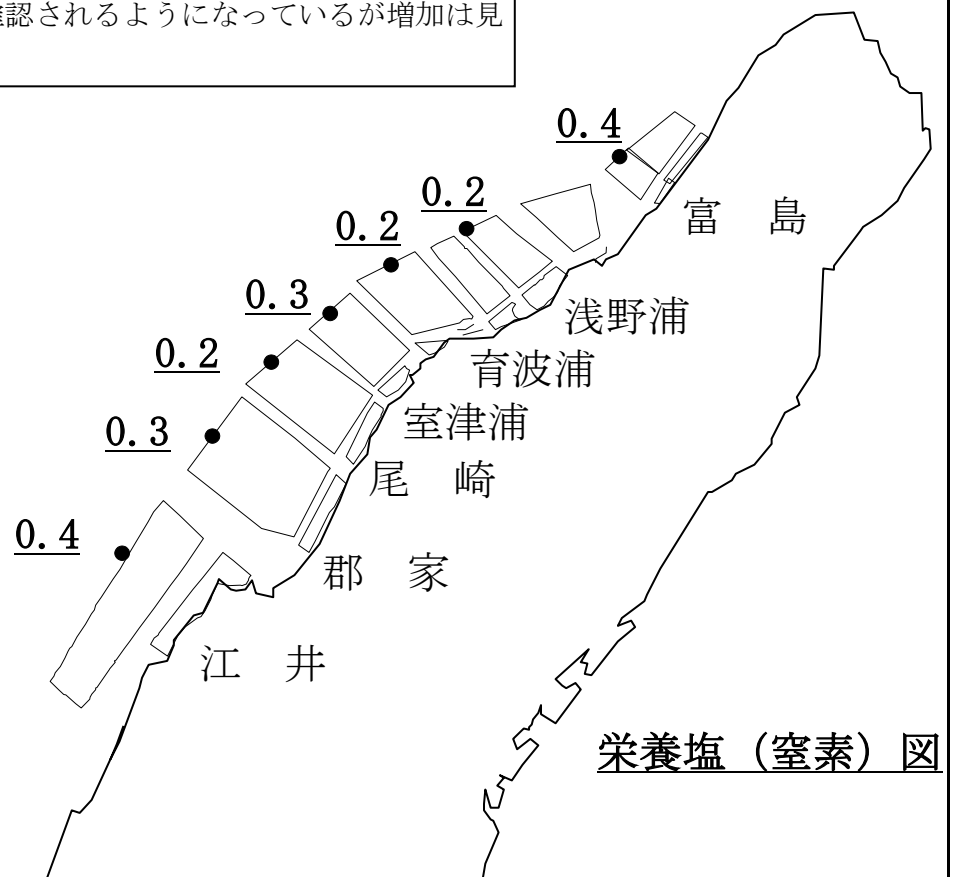 確認されるようになっているが増加は見
0.4
富　島
0.2
0.2
浅野浦
0.3
育波浦
0.2
室津浦
0.3
尾　崎
0.4
郡　家
江　井
栄養塩（窒素）図